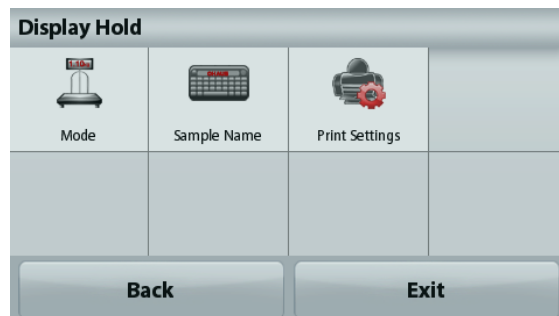 Display Hold
Mode
Sample Name
Print Settings
Back
Exit